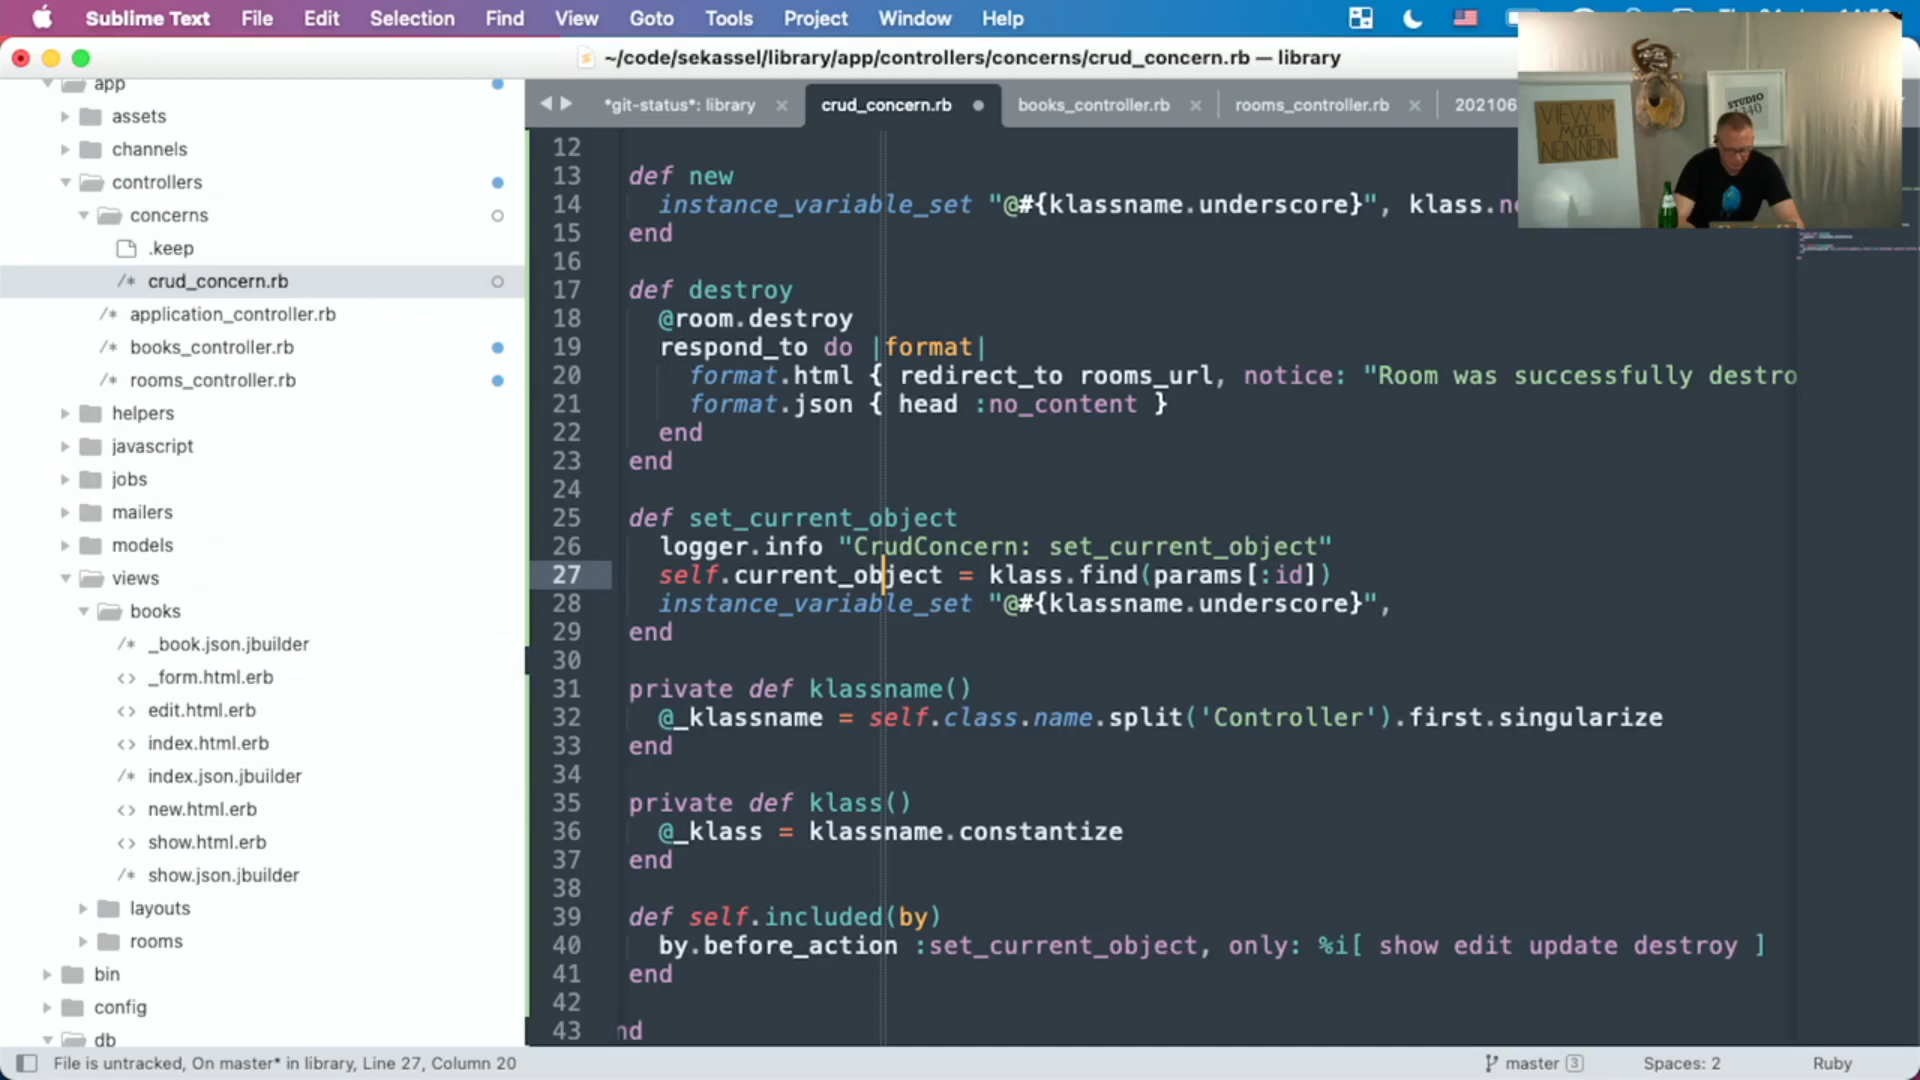 Sublime Text File Edit Selection Find View Goto Tools Project Window Help
~/code/sekassel/library/app/controllers/concerns/crud_concern.rb — library
*git-status*: library
crud_concern.rb
books_controller.rb
rooms_controller.rb
202106
app
assets
channels
controllers
concerns
.keep
/* crud_concern.rb
/* application_controller.rb
/* books_controller.rb
/* rooms_controller.rb
helpers
javascript
jobs
mailers
models
views
books
/* _book.json.jbuilder
<> _form.html.erb
<> edit.html.erb
<> index.html.erb
/* index.json.jbuilder
<> new.html.erb
<> show.html.erb
/* show.json.jbuilder
layouts
rooms
bin
config
db
12
13 def new
14 instance_variable_set "@#{klassname.underscore}", klass.ne
15 end
16
17 def destroy
18 @room.destroy
19 respond_to do |format|
20 format.html { redirect_to rooms_url, notice: "Room was successfully destro
21 format.json { head :no_content }
22 end
23 end
24
25 def set_current_object
26 logger.info "CrudConcern: set_current_object"
27 self.current_object = klass.find(params[:id])
28 instance_variable_set "@#{klassname.underscore}",
29 end
30
31 private def klassname()
32 @_klassname = self.class.name.split('Controller').first.singularize
33 end
34
35 private def klass()
36 @_klass = klassname.constantize
37 end
38
39 def self.included(by)
40 by.before_action :set_current_object, only: %i[ show edit update destroy ]
41 end
42
43 nd
VIEW IM
MODEL
NEIN NEIN!
STUDIO
1340
File is untracked, On master* in library, Line 27, Column 20
master 3
Spaces: 2
Ruby